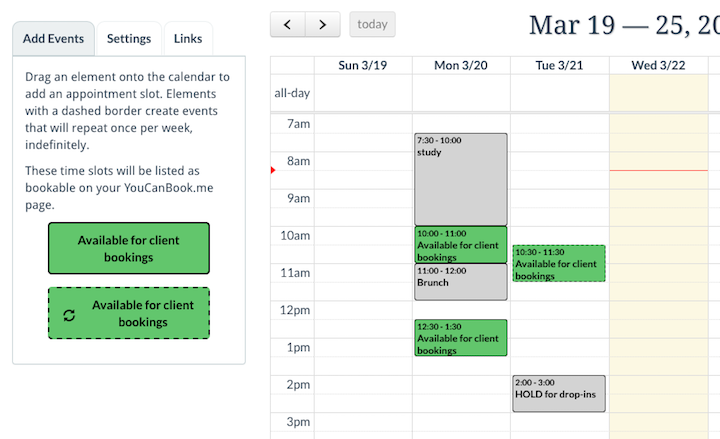 Add Events
Settings
Links
Drag an element onto the calendar to
add an appointment slot. Elements
with a dashed border create events
that will repeat once per week,
indefinitely.
These time slots will be listed as
bookable on your YouCanBook.me
page.
Available for client
bookings
Available for client
bookings
today
Mar 19 — 25, 20
Sun 3/19
Mon 3/20
Tue 3/21
Wed 3/22
all-day
7am
8am
9am
10am
11am
12pm
1pm
2pm
3pm
7:30 - 10:00
study
10:00 - 11:00
Available for client
bookings
11:00 - 12:00
Brunch
12:30 - 1:30
Available for client
bookings
10:30 - 11:30
Available for client
bookings
2:00 - 3:00
HOLD for drop-ins